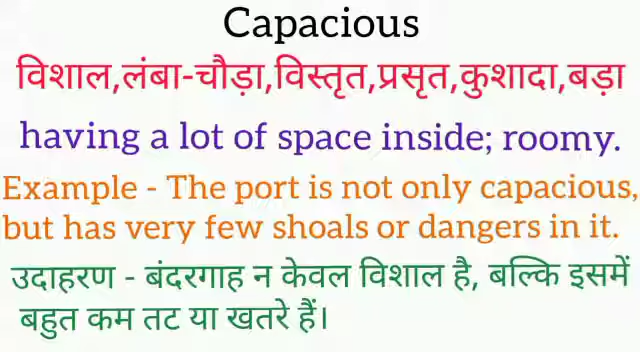 Capacious
विशाल,लंबा-चौड़ा,विस्तृत,प्रसृत,कुशादा,बड़ा
having a lot of space inside; roomy.
Example - The port is not only capacious,
but has very few shoals or dangers in it.
उदाहरण - बंदरगाह न केवल विशाल है, बल्कि इसमें
बहुत कम तट या खतरे हैं।